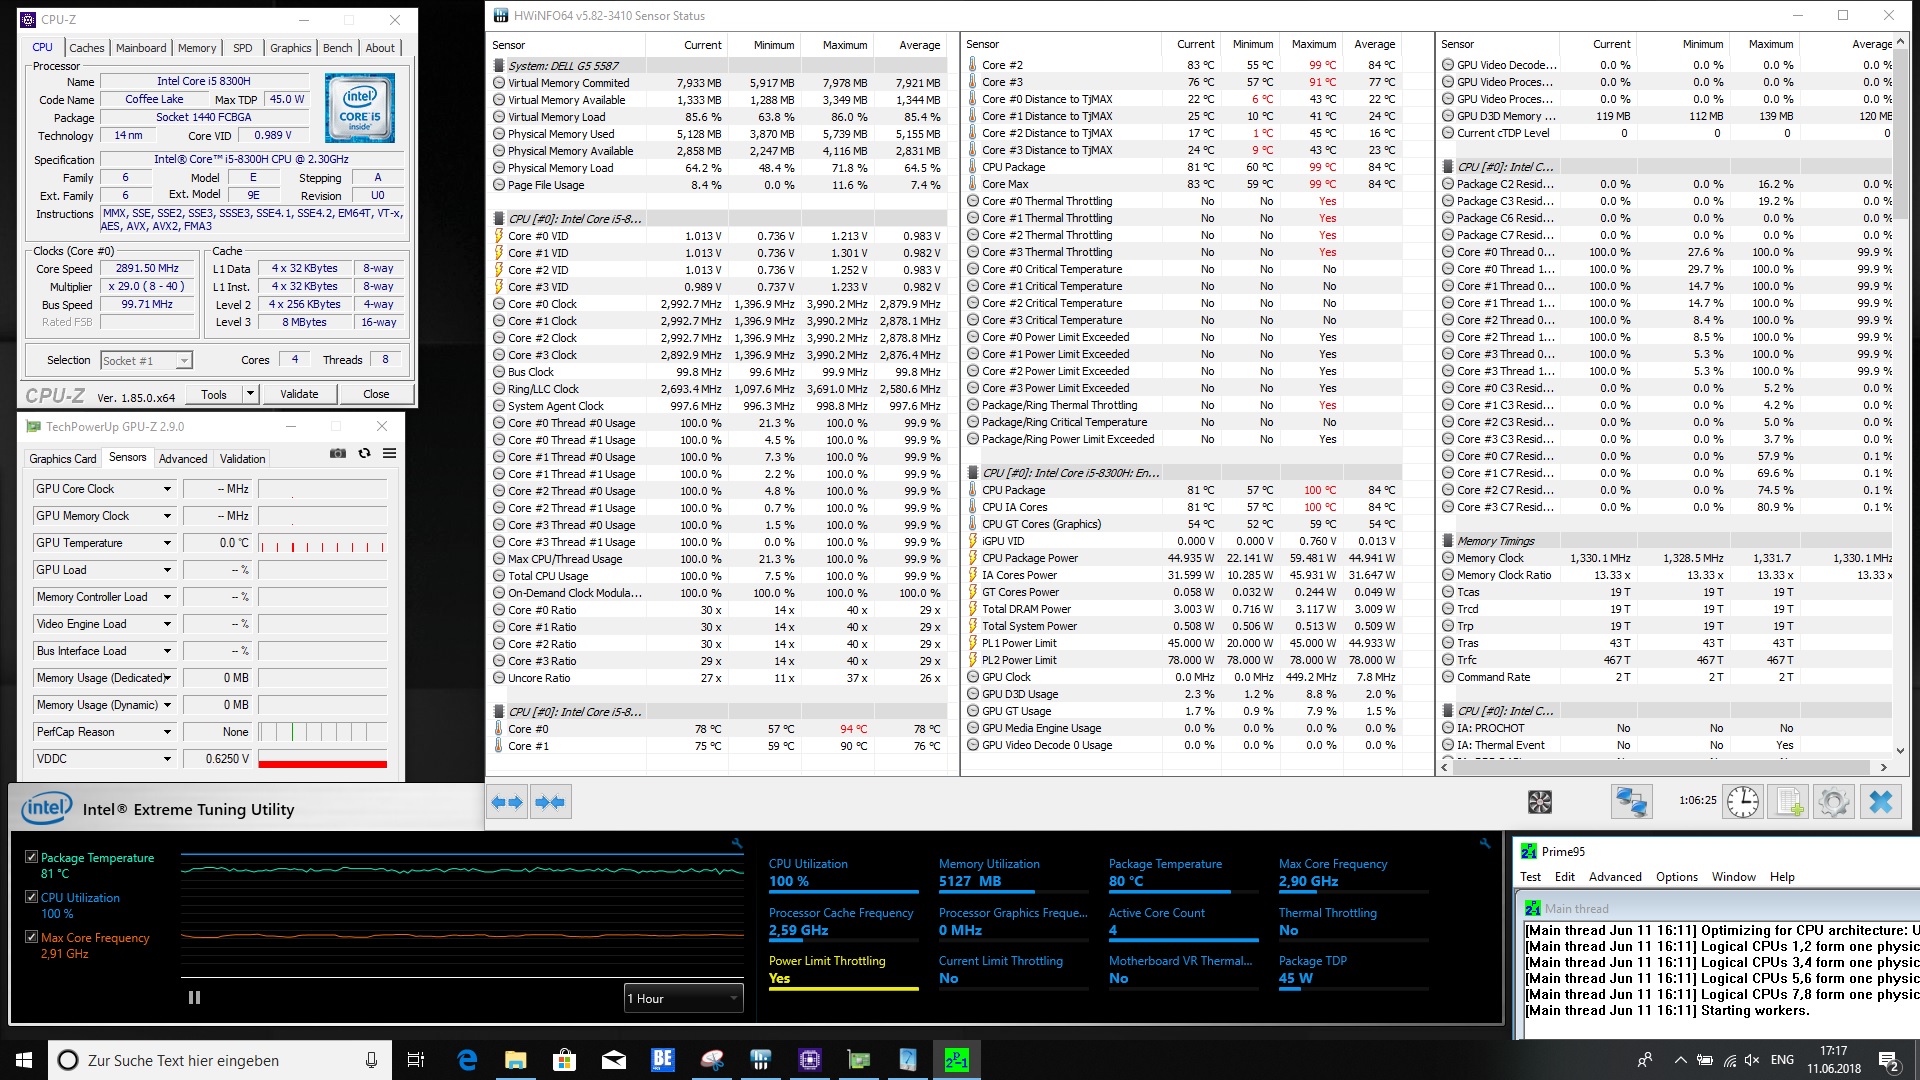 CPU-Z
CPU Caches Mainboard Memory SPD Graphics Bench About
Processor
Name Intel Core i5 8300H
Code Name Coffee Lake Max TDP 45.0 W
Package Socket 1440 FCBGA
Technology 14 nm Core VID 0.989 V
intel CORE i5 inside
Specification Intel® Core™ i5-8300H CPU @ 2.30GHz
Family 6 Model E Stepping A
Ext. Family 6 Ext. Model 9E Revision U0
Instructions MMX, SSE, SSE2, SSE3, SSSE3, SSE4.1, SSE4.2, EM64T, VT-x,
AES, AVX, AVX2, FMA3
Clocks (Core #0)
Core Speed 2891.50 MHz
Multiplier x 29.0 ( 8 - 40 )
Bus Speed 99.71 MHz
Rated FSB
Cache
L1 Data 4 x 32 KBytes 8-way
L1 Inst. 4 x 32 KBytes 8-way
Level 2 4 x 256 KBytes 4-way
Level 3 8 MBytes 16-way
Selection Socket #1 Cores 4 Threads 8
CPU-Z Ver. 1.85.0.x64 Tools Validate Close
TechPowerUp GPU-Z 2.9.0
Graphics Card Sensors Advanced Validation
GPU Core Clock -- MHz
GPU Memory Clock -- MHz
GPU Temperature 0.0 °C
GPU Load -- %
Memory Controller Load -- %
Video Engine Load -- %
Bus Interface Load -- %
Memory Usage (Dedicated) 0 MB
Memory Usage (Dynamic) 0 MB
PerfCap Reason None
VDDC 0.6250 V
HWiNFO64 v5.82-3410 Sensor Status
Sensor Current Minimum Maximum Average
System: DELL G5 5587
Virtual Memory Commited 7,933 MB 5,917 MB 7,978 MB 7,921 MB
Virtual Memory Available 1,333 MB 1,288 MB 3,349 MB 1,344 MB
Virtual Memory Load 85.6 % 63.8 % 86.0 % 85.4 %
Physical Memory Used 5,128 MB 3,870 MB 5,739 MB 5,155 MB
Physical Memory Available 2,858 MB 2,247 MB 4,116 MB 2,831 MB
Physical Memory Load 64.2 % 48.4 % 71.8 % 64.5 %
Page File Usage 8.4 % 0.0 % 11.6 % 7.4 %
CPU [#0]: Intel Core i5-8...
Core #0 VID 1.013 V 0.736 V 1.213 V 0.983 V
Core #1 VID 1.013 V 0.736 V 1.301 V 0.982 V
Core #2 VID 1.013 V 0.736 V 1.252 V 0.983 V
Core #3 VID 0.989 V 0.737 V 1.233 V 0.982 V
Core #0 Clock 2,992.7 MHz 1,396.9 MHz 3,990.2 MHz 2,879.9 MHz
Core #1 Clock 2,992.7 MHz 1,396.9 MHz 3,990.2 MHz 2,878.1 MHz
Core #2 Clock 2,992.7 MHz 1,396.9 MHz 3,990.2 MHz 2,878.8 MHz
Core #3 Clock 2,892.9 MHz 1,396.9 MHz 3,990.2 MHz 2,876.4 MHz
Bus Clock 99.8 MHz 99.6 MHz 99.9 MHz 99.8 MHz
Ring/LLC Clock 2,693.4 MHz 1,097.6 MHz 3,691.0 MHz 2,580.6 MHz
System Agent Clock 997.6 MHz 996.3 MHz 998.8 MHz 997.6 MHz
Core #0 Thread #0 Usage 100.0 % 21.3 % 100.0 % 99.9 %
Core #0 Thread #1 Usage 100.0 % 4.5 % 100.0 % 99.9 %
Core #1 Thread #0 Usage 100.0 % 7.3 % 100.0 % 99.9 %
Core #1 Thread #1 Usage 100.0 % 2.2 % 100.0 % 99.9 %
Core #2 Thread #0 Usage 100.0 % 4.8 % 100.0 % 99.9 %
Core #2 Thread #1 Usage 100.0 % 0.7 % 100.0 % 99.9 %
Core #3 Thread #0 Usage 100.0 % 1.5 % 100.0 % 99.9 %
Core #3 Thread #1 Usage 100.0 % 0.0 % 100.0 % 99.9 %
Max CPU/Thread Usage 100.0 % 21.3 % 100.0 % 99.9 %
Total CPU Usage 100.0 % 7.5 % 100.0 % 99.9 %
On-Demand Clock Modula... 100.0 % 100.0 % 100.0 % 100.0 %
Core #0 Ratio 30 x 14 x 40 x 29 x
Core #1 Ratio 30 x 14 x 40 x 29 x
Core #2 Ratio 30 x 14 x 40 x 29 x
Core #3 Ratio 29 x 14 x 40 x 29 x
Uncore Ratio 27 x 11 x 37 x 26 x
CPU [#0]: Intel Core i5-8...
Core #0 78 °C 57 °C 94 °C 78 °C
Core #1 75 °C 59 °C 90 °C 76 °C
Sensor Current Minimum Maximum Average
Core #2 83 °C 55 °C 99 °C 84 °C
Core #3 76 °C 57 °C 91 °C 77 °C
Core #0 Distance to TjMAX 22 °C 6 °C 43 °C 22 °C
Core #1 Distance to TjMAX 25 °C 10 °C 41 °C 24 °C
Core #2 Distance to TjMAX 17 °C 1 °C 45 °C 16 °C
Core #3 Distance to TjMAX 24 °C 9 °C 43 °C 23 °C
CPU Package 81 °C 60 °C 99 °C 84 °C
Core Max 83 °C 59 °C 99 °C 84 °C
Core #0 Thermal Throttling No No Yes
Core #1 Thermal Throttling No No Yes
Core #2 Thermal Throttling No No Yes
Core #3 Thermal Throttling No No Yes
Core #0 Critical Temperature No No No
Core #1 Critical Temperature No No No
Core #2 Critical Temperature No No No
Core #3 Critical Temperature No No No
Core #0 Power Limit Exceeded No No Yes
Core #1 Power Limit Exceeded No No Yes
Core #2 Power Limit Exceeded No No Yes
Core #3 Power Limit Exceeded No No Yes
Package/Ring Thermal Throttling No No Yes
Package/Ring Critical Temperature No No No
Package/Ring Power Limit Exceeded No No Yes
CPU [#0]: Intel Core i5-8300H: En...
CPU Package 81 °C 57 °C 100 °C 84 °C
CPU IA Cores 81 °C 57 °C 100 °C 84 °C
CPU GT Cores (Graphics) 54 °C 52 °C 59 °C 54 °C
iGPU VID 0.000 V 0.000 V 0.760 V 0.013 V
CPU Package Power 44.935 W 22.141 W 59.481 W 44.941 W
IA Cores Power 31.599 W 10.285 W 45.931 W 31.647 W
GT Cores Power 0.058 W 0.032 W 0.244 W 0.049 W
Total DRAM Power 3.003 W 0.716 W 3.117 W 3.009 W
Total System Power 0.508 W 0.506 W 0.513 W 0.509 W
PL1 Power Limit 45.000 W 20.000 W 45.000 W 44.933 W
PL2 Power Limit 78.000 W 78.000 W 78.000 W 78.000 W
GPU Clock 0.0 MHz 0.0 MHz 449.2 MHz 7.8 MHz
GPU D3D Usage 2.3 % 1.2 % 8.8 % 2.0 %
GPU GT Usage 1.7 % 0.9 % 7.9 % 1.5 %
GPU Media Engine Usage 0.0 % 0.0 % 0.0 % 0.0 %
GPU Video Decode 0 Usage 0.0 % 0.0 % 0.0 % 0.0 %
Sensor Current Minimum Maximum Average
GPU Video Decode... 0.0 % 0.0 % 0.0 % 0.0 %
GPU Video Proces... 0.0 % 0.0 % 0.0 % 0.0 %
GPU Video Proces... 0.0 % 0.0 % 0.0 % 0.0 %
GPU D3D Memory ... 119 MB 112 MB 139 MB 120 MB
Current cTDP Level 0 0 0 0
CPU [#0]: Intel C...
Package C2 Resid... 0.0 % 0.0 % 16.2 % 0.0 %
Package C3 Resid... 0.0 % 0.0 % 19.2 % 0.0 %
Package C6 Resid... 0.0 % 0.0 % 0.0 % 0.0 %
Package C7 Resid... 0.0 % 0.0 % 0.0 % 0.0 %
Core #0 Thread 0... 100.0 % 27.6 % 100.0 % 99.9 %
Core #0 Thread 1... 100.0 % 29.7 % 100.0 % 99.9 %
Core #1 Thread 0... 100.0 % 14.7 % 100.0 % 99.9 %
Core #1 Thread 1... 100.0 % 14.7 % 100.0 % 99.9 %
Core #2 Thread 0... 100.0 % 8.4 % 100.0 % 99.9 %
Core #2 Thread 1... 100.0 % 8.5 % 100.0 % 99.9 %
Core #3 Thread 0... 100.0 % 5.3 % 100.0 % 99.9 %
Core #3 Thread 1... 100.0 % 5.3 % 100.0 % 99.9 %
Core #0 C3 Resid... 0.0 % 0.0 % 5.2 % 0.0 %
Core #1 C3 Resid... 0.0 % 0.0 % 4.2 % 0.0 %
Core #2 C3 Resid... 0.0 % 0.0 % 5.0 % 0.0 %
Core #3 C3 Resid... 0.0 % 0.0 % 3.7 % 0.0 %
Core #0 C7 Resid... 0.0 % 0.0 % 57.9 % 0.1 %
Core #1 C7 Resid... 0.0 % 0.0 % 69.6 % 0.1 %
Core #2 C7 Resid... 0.0 % 0.0 % 74.5 % 0.1 %
Core #3 C7 Resid... 0.0 % 0.0 % 80.9 % 0.1 %
Memory Timings
Memory Clock 1,330.1 MHz 1,328.5 MHz 1,331.7 1,330.1 MHz
Memory Clock Ratio 13.33 x 13.33 x 13.33 x 13.33 x
Tcas 19 T 19 T 19 T
Trcd 19 T 19 T 19 T
Trp 19 T 19 T 19 T
Tras 43 T 43 T 43 T
Trfc 467 T 467 T 467 T
Command Rate 2 T 2 T 2 T
CPU [#0]: Intel C...
IA: PROCHOT No No No
IA: Thermal Event No No Yes
1:06:25
intel Intel® Extreme Tuning Utility
Package Temperature
81 °C
CPU Utilization
100 %
Max Core Frequency
2,91 GHz
1 Hour
CPU Utilization Memory Utilization Package Temperature Max Core Frequency
100 % 5127 MB 80 °C 2,90 GHz
Processor Cache Frequency Processor Graphics Freque... Active Core Count Thermal Throttling
2,59 GHz 0 MHz 4 No
Power Limit Throttling Current Limit Throttling Motherboard VR Thermal... Package TDP
Yes No No 45 W
Prime95
Test Edit Advanced Options Window Help
Main thread
[Main thread Jun 11 16:11] Optimizing for CPU architecture: U
[Main thread Jun 11 16:11] Logical CPUs 1,2 form one physic
[Main thread Jun 11 16:11] Logical CPUs 3,4 form one physic
[Main thread Jun 11 16:11] Logical CPUs 5,6 form one physic
[Main thread Jun 11 16:11] Logical CPUs 7,8 form one physic
[Main thread Jun 11 16:11] Starting workers.
Zur Suche Text hier eingeben
BE
ENG
17:17
11.06.2018
2